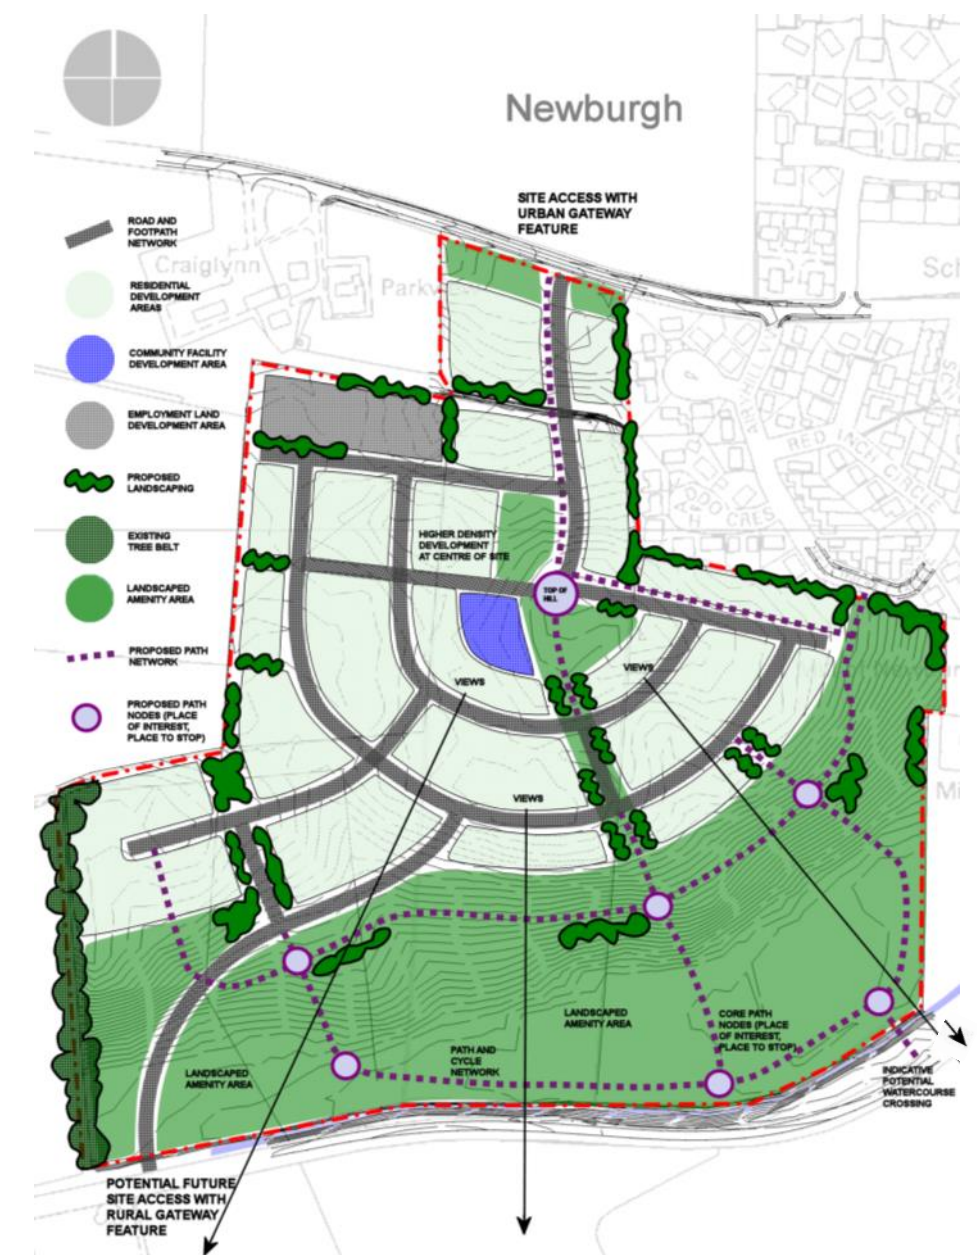 Newburgh
SITE ACCESS WITH
URBAN GATEWAY
FEATURE
ROAD AND
FOOTPATH
NETWORK
Craiglynn
Sch
RESIDENTIAL
DEVELOPMENT
AREAS
COMMUNITY FACILITY
DEVELOPMENT AREA
EMPLOYMENT LAND
DEVELOPMENT AREA
PROPOSED
LANDSCAPING
EXISTING
TREE BELT
HIGHER DENSITY
DEVELOPMENT
AT CENTRE OF SITE
LANDSCAPED
AMENITY AREA
TOP OF
HILL
PROPOSED PATH
NETWORK
VIEWS
VIEWS
PROPOSED PATH
NODES (PLACE
OF INTEREST,
PLACE TO STOP)
VIEWS
Mi
LANDSCAPED
AMENITY AREA
CORE PATH
NODES (PLACE
OF INTEREST,
PLACE TO STOP)
PATH AND
CYCLE
NETWORK
LANDSCAPED
AMENITY AREA
INDICATIVE
POTENTIAL
WATERCOURSE
CROSSING
POTENTIAL FUTURE
SITE ACCESS WITH
RURAL GATEWAY
FEATURE